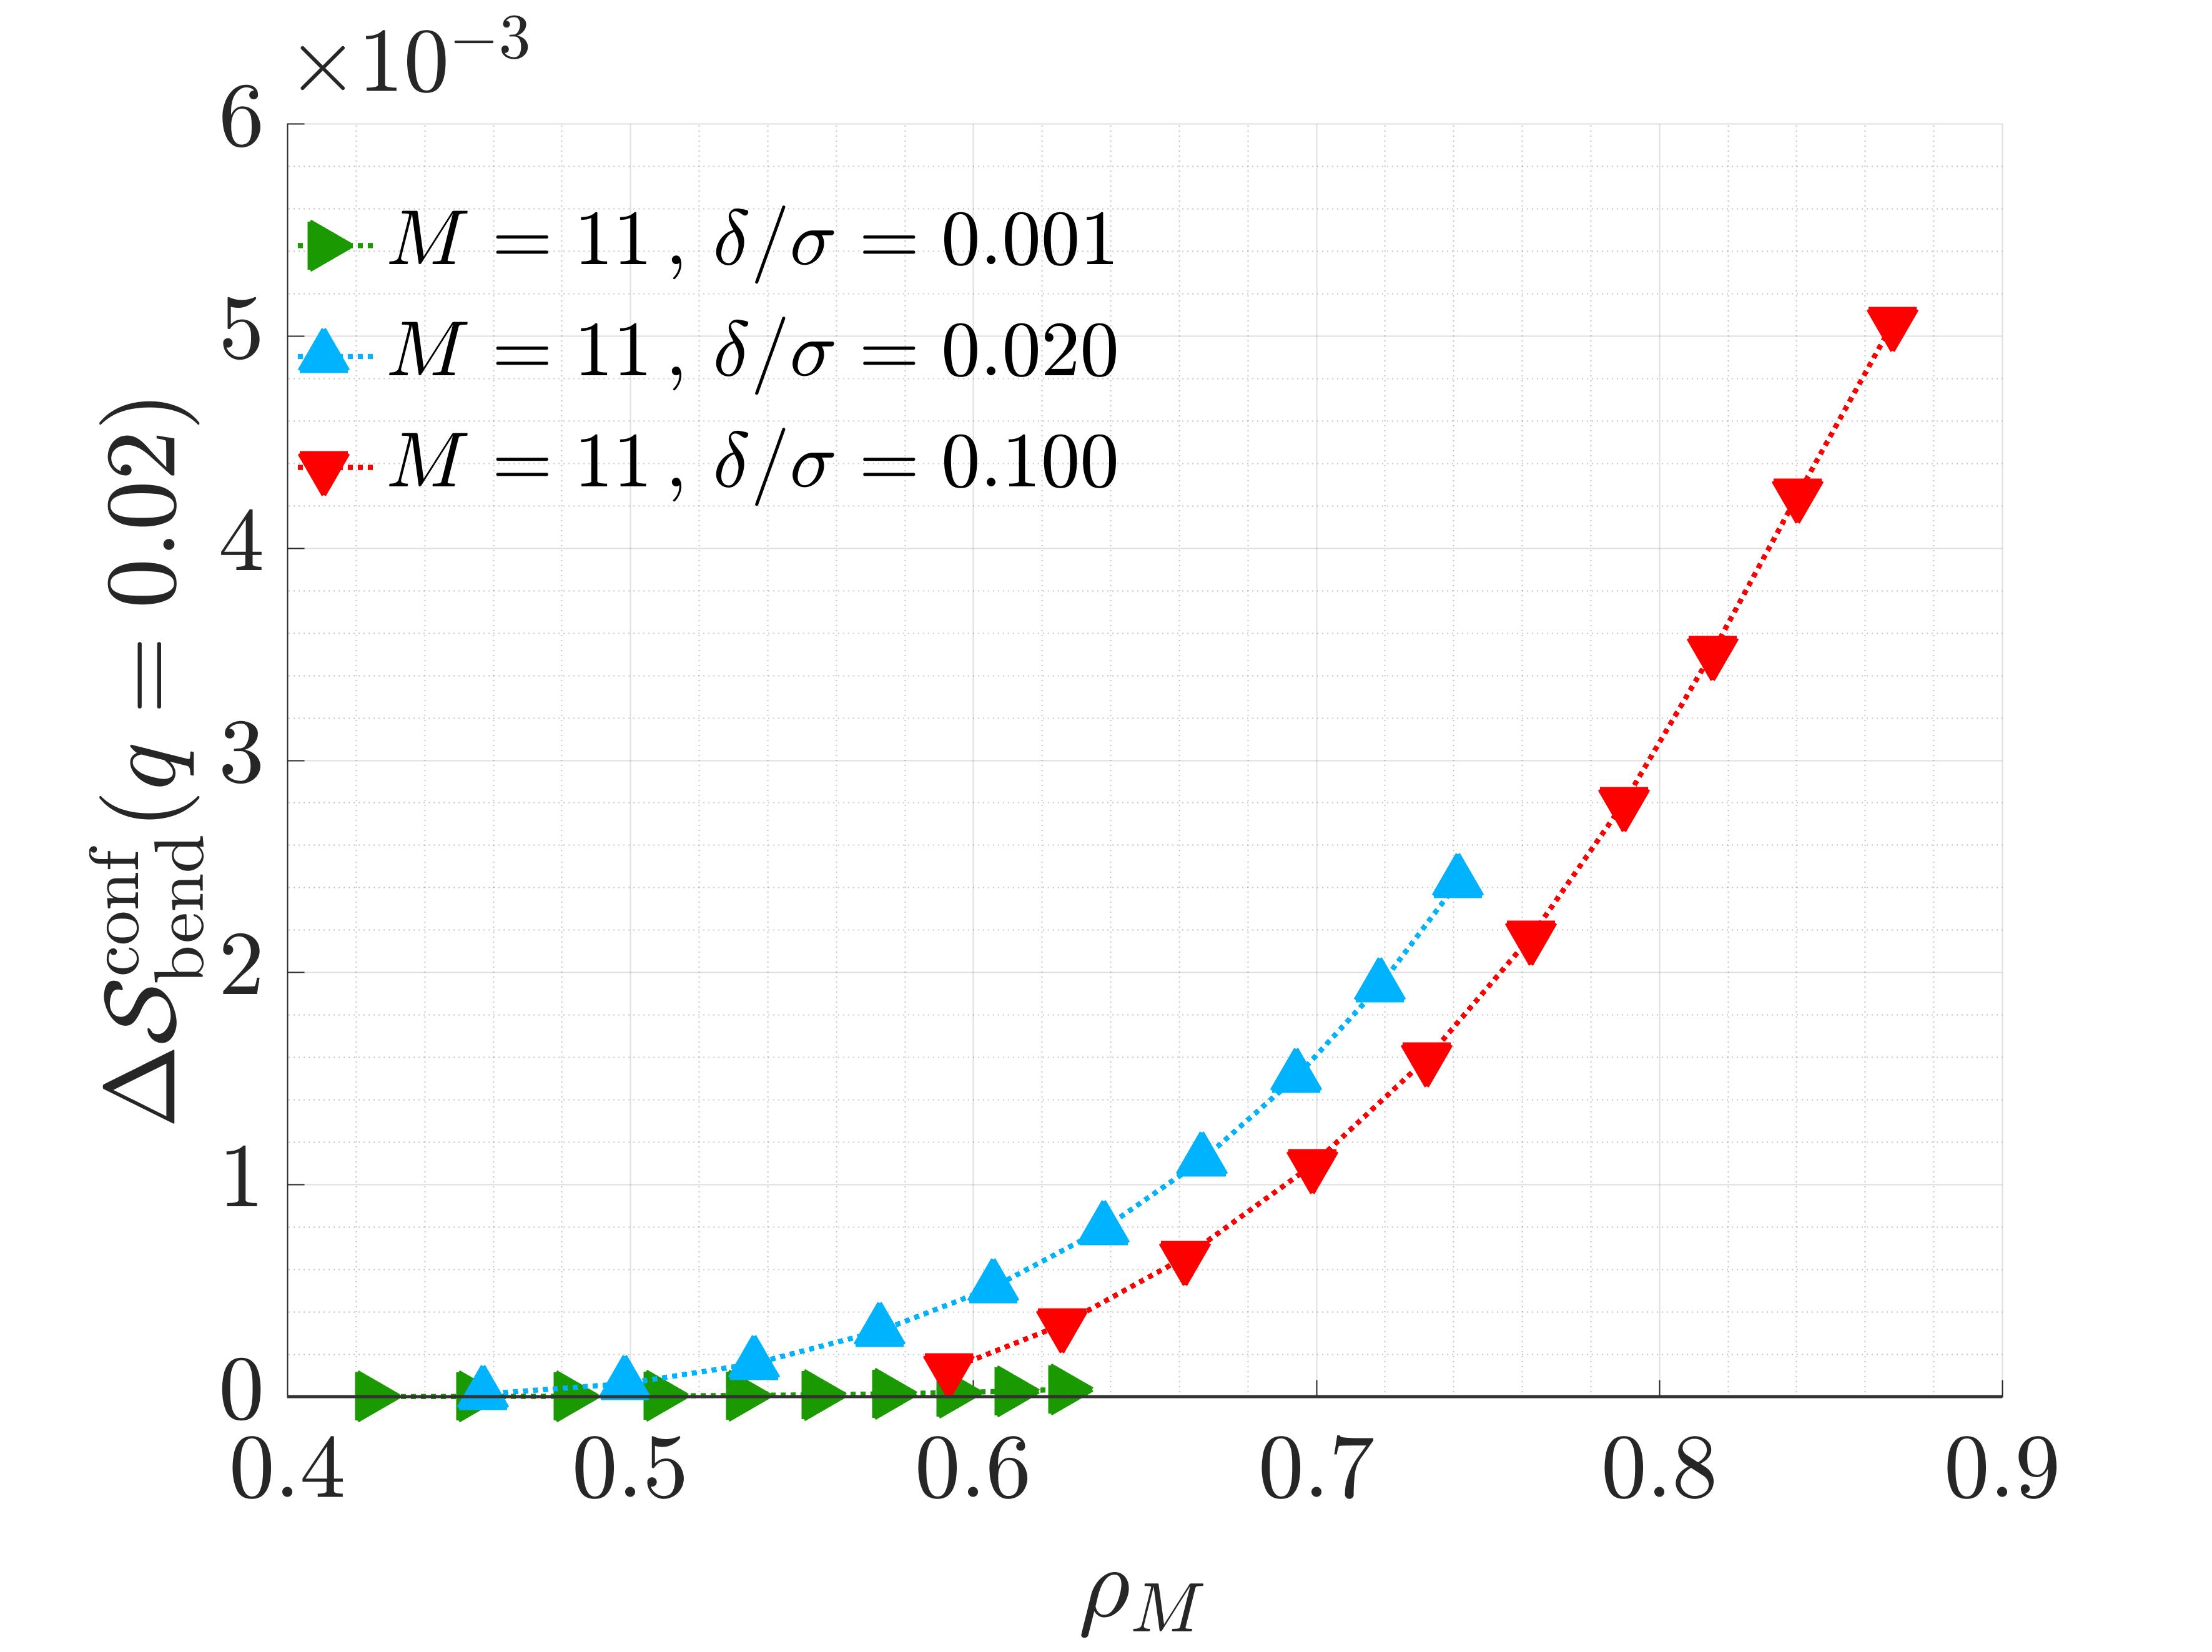 ×10⁻³
6
5
4
3
2
1
0
ΔS^conf_bend(q = 0.02)
M = 11 , δ/σ = 0.001
M = 11 , δ/σ = 0.020
M = 11 , δ/σ = 0.100
0.4 0.5 0.6 0.7 0.8 0.9
ρ_M